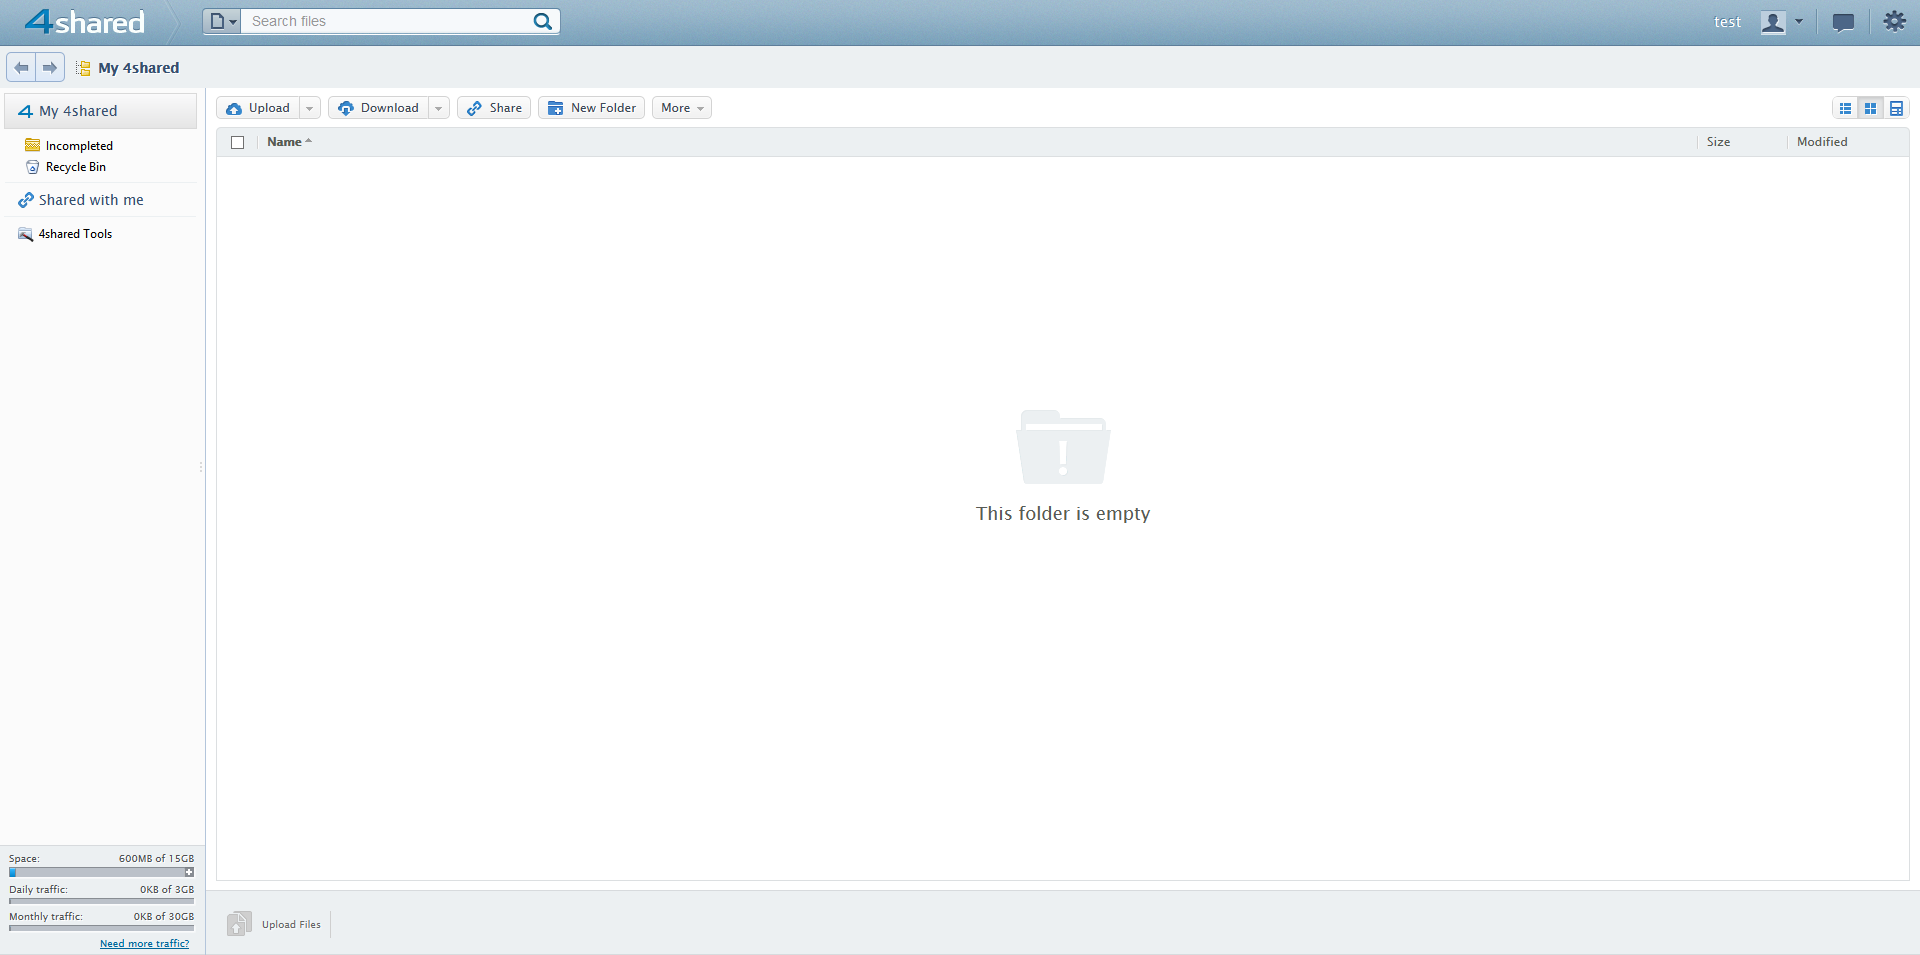 4shared
Search files
test
My 4shared
My 4shared
Incompleted
Recycle Bin
Shared with me
4shared Tools
Upload
Download
Share
New Folder
More
Name
Size
Modified
This folder is empty
Space: 600MB of 15GB
Daily traffic: 0KB of 3GB
Monthly traffic: 0KB of 30GB
Need more traffic?
Upload Files